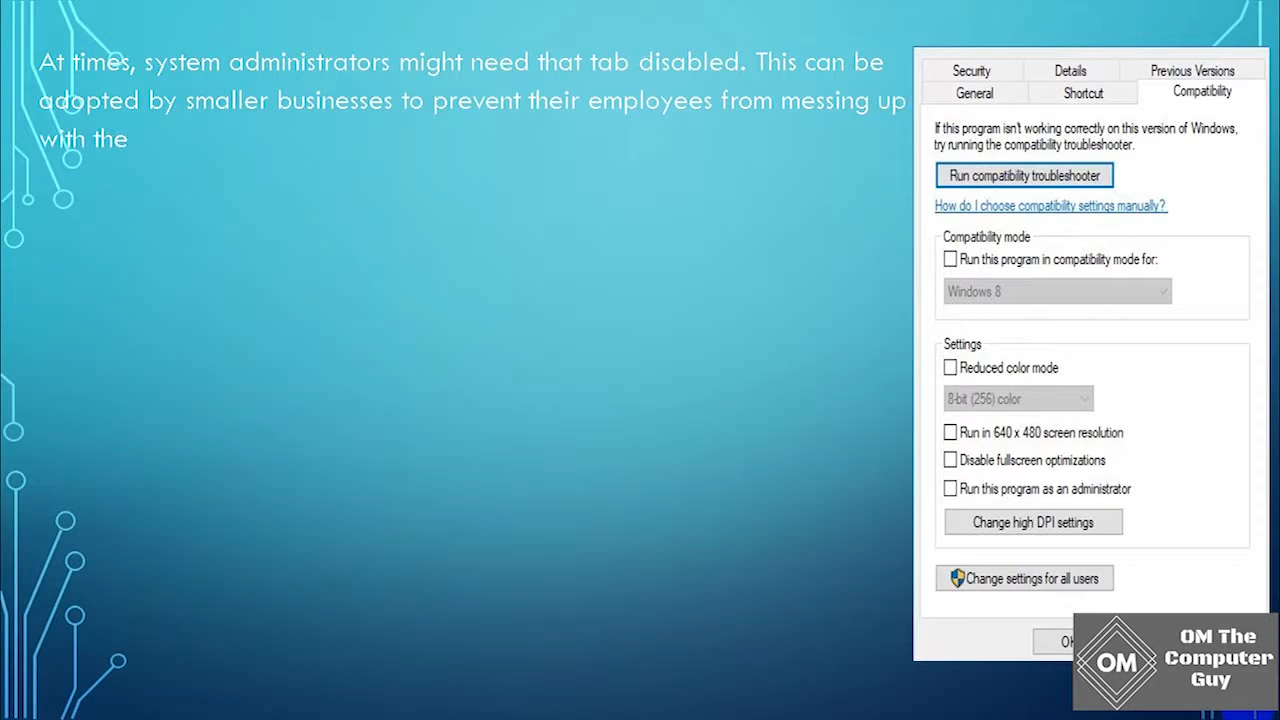 At times, system administrators might need that tab disabled. This can be
adopted by smaller businesses to prevent their employees from messing up
with the
Security Details Previous Versions
General Shortcut Compatibility
If this program isn't working correctly on this version of Windows,
try running the compatibility troubleshooter.
Run compatibility troubleshooter
How do I choose compatibility settings manually?
Compatibility mode
Run this program in compatibility mode for:
Windows 8
Settings
Reduced color mode
8-bit (256) color
Run in 640 x 480 screen resolution
Disable fullscreen optimizations
Run this program as an administrator
Change high DPI settings
Change settings for all users
OM
OM The
Computer
Guy